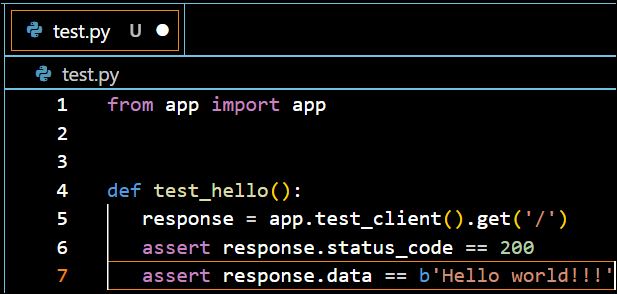 test.py U
test.py
1 from app import app
2
3
4 def test_hello():
5 response = app.test_client().get('/')
6 assert response.status_code == 200
7 assert response.data == b'Hello world!!!'